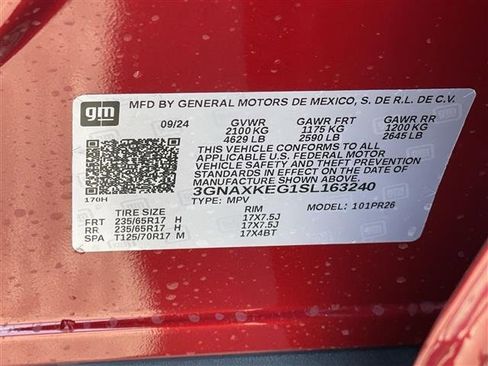 gm
MFD BY GENERAL MOTORS DE MEXICO, S. DE R.L. DE C.V.
09/24 GVWR GAWR FRT GAWR RR
2100 KG 1175 KG 1200 KG
4629 LB 2590 LB 2645 LB
THIS VEHICLE CONFORMS TO ALL
APPLICABLE U.S. FEDERAL MOTOR
VEHICLE SAFETY AND THEFT PREVENTION
STANDARDS IN EFFECT ON THE DATE OF
MANUFACTURE SHOWN ABOVE.
3GNAXKEG1SL163240
170H TYPE: MPV
TIRE SIZE RIM MODEL: 101PR26
FRT 235/65R17 H 17X7.5J
RR 235/65R17 H 17X7.5J
SPA T125/70R17 M 17X4BT